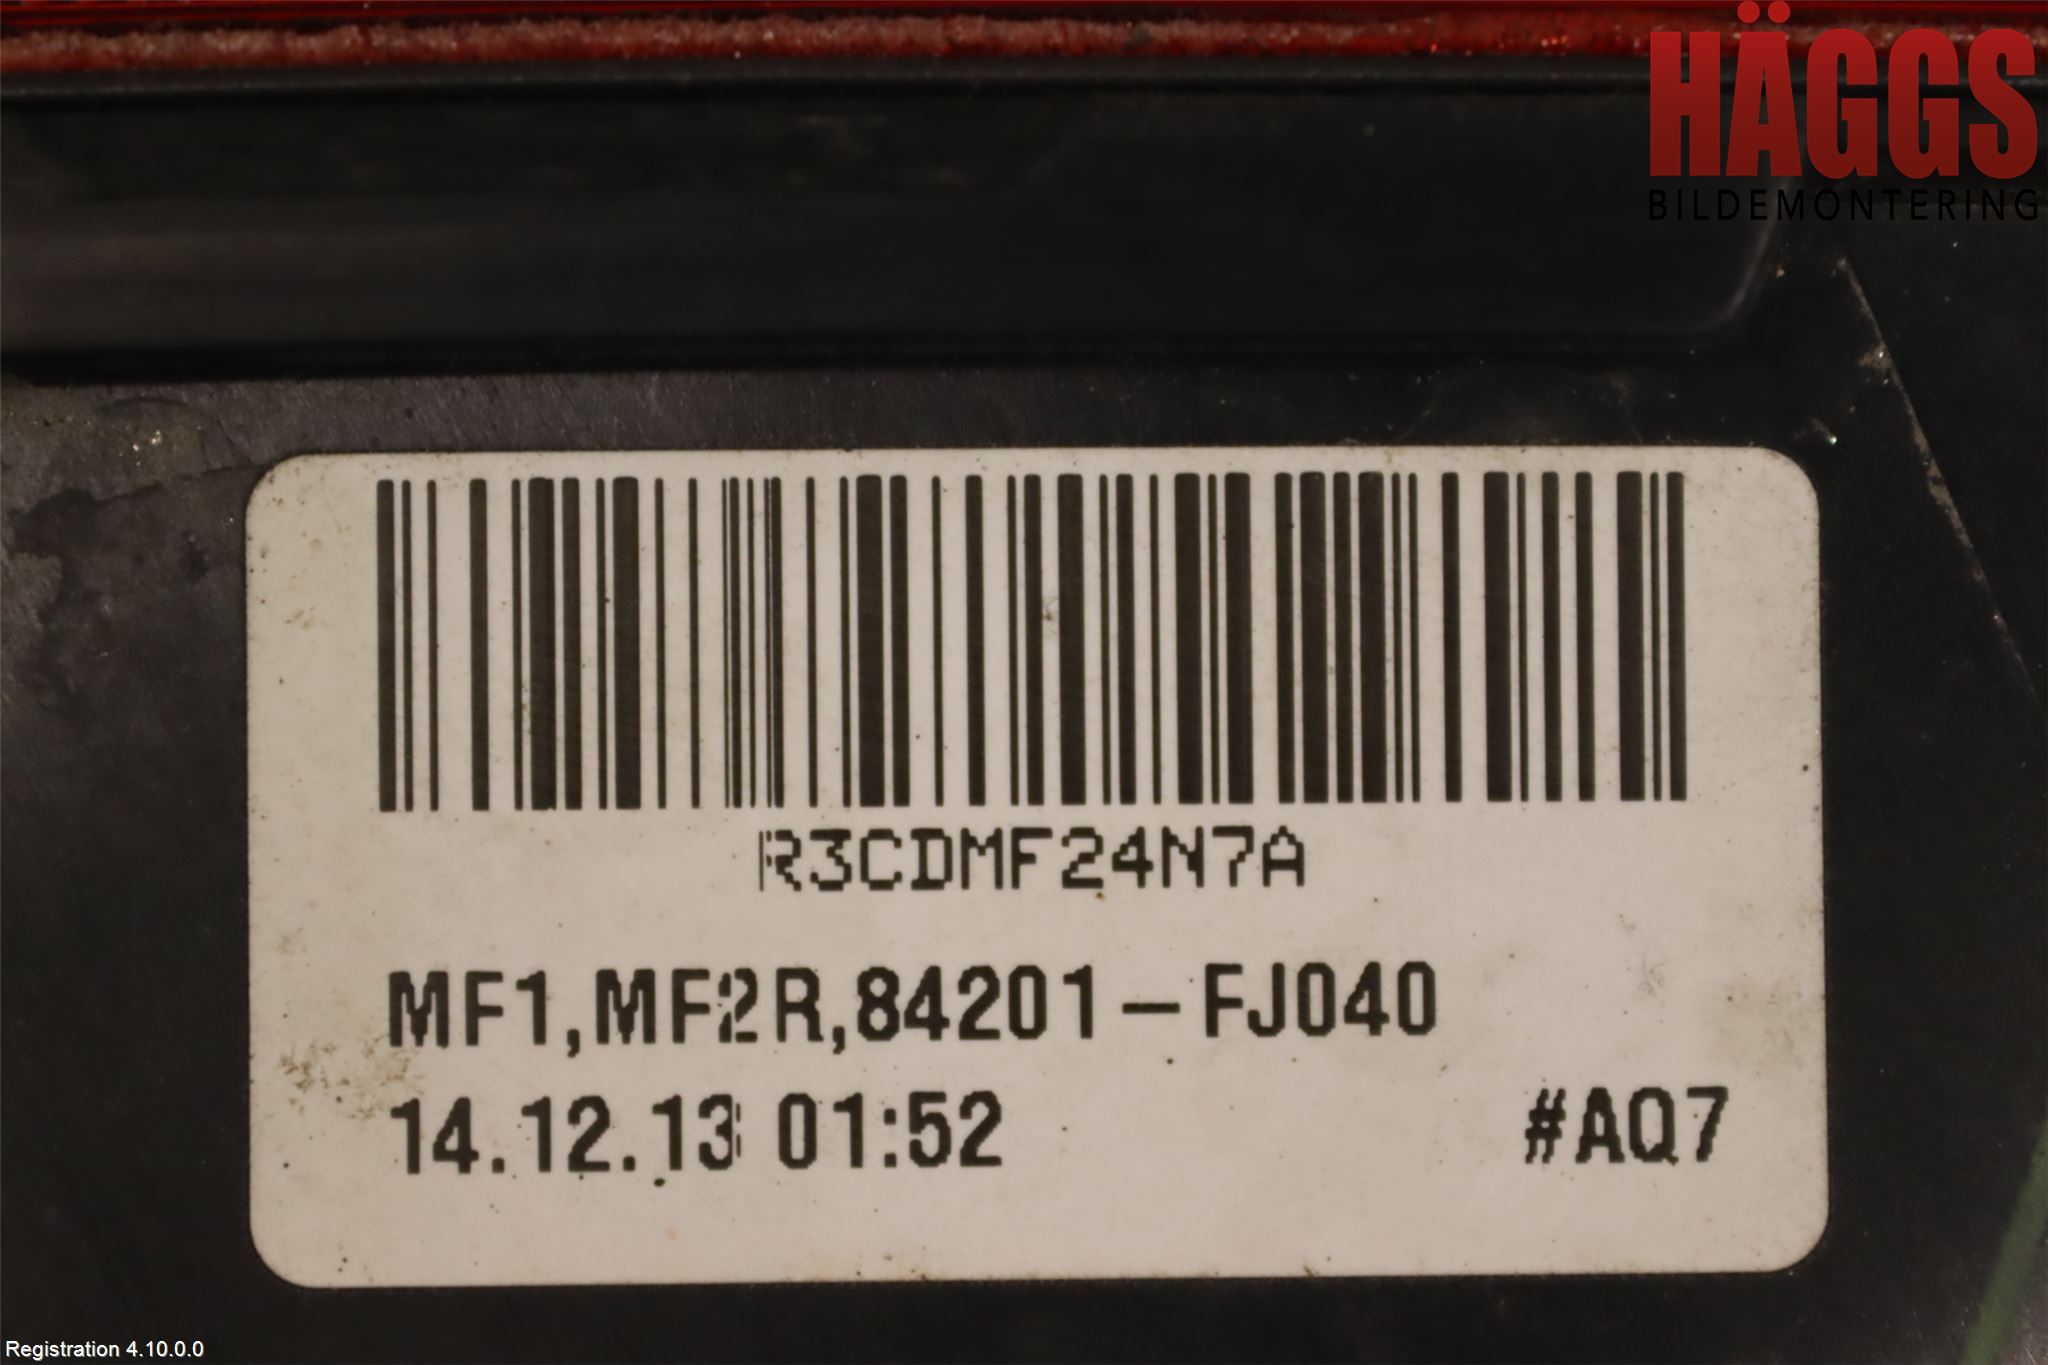 HÄGGS
BILDEMONTERING
R3CDMF24N7A
MF1,MF2R,84201-FJ040
14.12.13 01:52 #AQ7
Registration 4.10.0.0